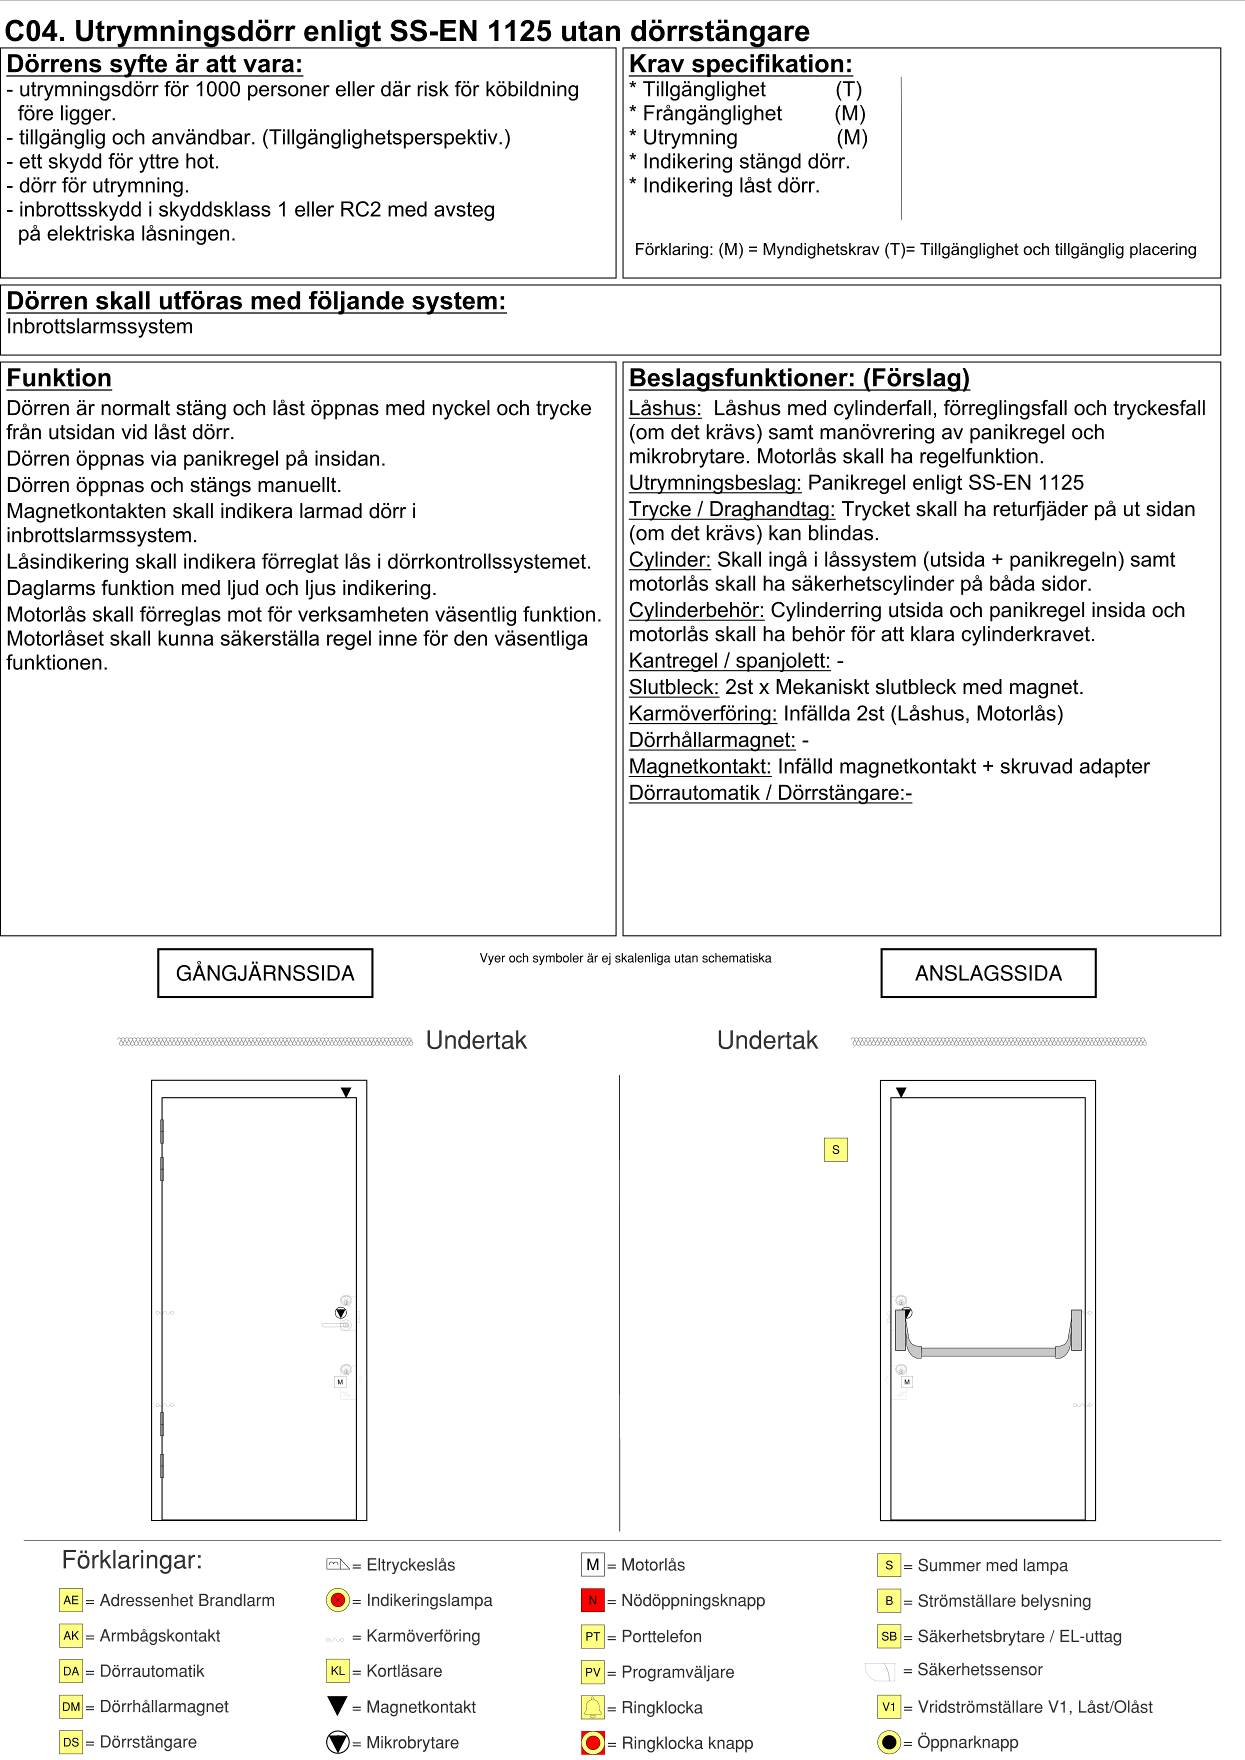 C04. Utrymningsdörr enligt SS-EN 1125 utan dörrstängare
Dörrens syfte är att vara:
- utrymningsdörr för 1000 personer eller där risk för köbildning
före ligger.
- tillgänglig och användbar. (Tillgänglighetsperspektiv.)
- ett skydd för yttre hot.
- dörr för utrymning.
- inbrottsskydd i skyddsklass 1 eller RC2 med avsteg
på elektriska låsningen.
Krav specifikation:
* Tillgänglighet (T)
* Frångänglighet (M)
* Utrymning (M)
* Indikering stängd dörr.
* Indikering låst dörr.
Förklaring: (M) = Myndighetskrav (T)= Tillgänglighet och tillgänglig placering
Dörren skall utföras med följande system:
Inbrottslarmssystem
Funktion
Dörren är normalt stäng och låst öppnas med nyckel och trycke
från utsidan vid låst dörr.
Dörren öppnas via panikregel på insidan.
Dörren öppnas och stängs manuellt.
Magnetkontakten skall indikera larmad dörr i
inbrottslarmssystem.
Låsindikering skall indikera förreglat lås i dörrkontrollssystemet.
Daglarms funktion med ljud och ljus indikering.
Motorlås skall förreglas mot för verksamheten väsentlig funktion.
Motorlåset skall kunna säkerställa regel inne för den väsentliga
funktionen.
Beslagsfunktioner: (Förslag)
Låshus: Låshus med cylinderfall, förreglingsfall och tryckesfall
(om det krävs) samt manövrering av panikregel och
mikrobrytare. Motorlås skall ha regelfunktion.
Utrymningsbeslag: Panikregel enligt SS-EN 1125
Trycke / Draghandtag: Trycket skall ha returfjäder på ut sidan
(om det krävs) kan blindas.
Cylinder: Skall ingå i låssystem (utsida + panikregeln) samt
motorlås skall ha säkerhetscylinder på båda sidor.
Cylinderbehör: Cylinderring utsida och panikregel insida och
motorlås skall ha behör för att klara cylinderkravet.
Kantregel / spanjolett: -
Slutbleck: 2st x Mekaniskt slutbleck med magnet.
Karmöverföring: Infällda 2st (Låshus, Motorlås)
Dörrhållarmagnet: -
Magnetkontakt: Infälld magnetkontakt + skruvad adapter
Dörrautomatik / Dörrstängare:-
GÅNGJÄRNSSIDA
Vyer och symboler är ej skalenliga utan schematiska
ANSLAGSSIDA
Undertak
Undertak
S
M
M
Förklaringar:
AE = Adressenhet Brandlarm
AK = Armbågskontakt
DA = Dörrautomatik
DM = Dörrhållarmagnet
DS = Dörrstängare
= Eltryckeslås
= Indikeringslampa
= Karmöverföring
KL = Kortläsare
= Magnetkontakt
= Mikrobrytare
M = Motorlås
N = Nödöppningsknapp
PT = Porttelefon
PV = Programväljare
= Ringklocka
= Ringklocka knapp
S = Summer med lampa
B = Strömställare belysning
SB = Säkerhetsbrytare / EL-uttag
= Säkerhetssensor
V1 = Vridströmställare V1, Låst/Olåst
= Öppnarknapp